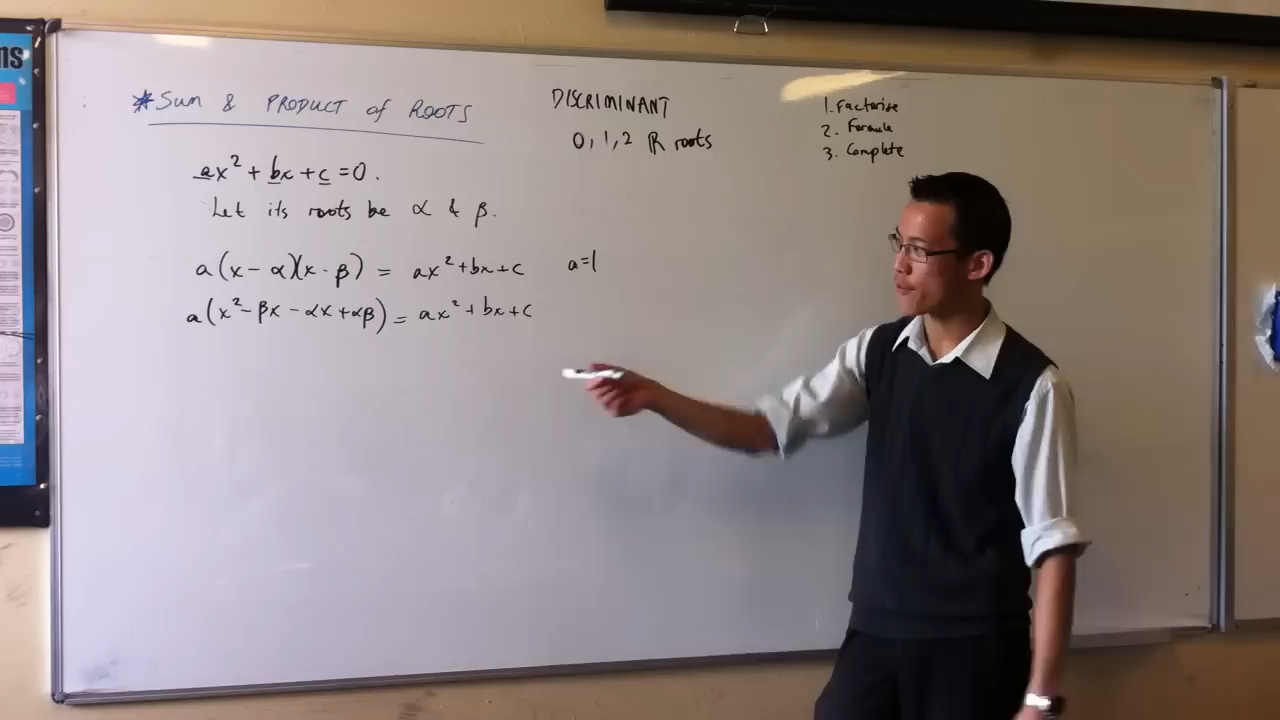 ns
*Sum & PRODUCT of ROOTS
ax² + bx + c = 0.
Let its roots be α & β.
a(x - α)(x - β) = ax² + bx + c
a=1
a(x² - βx - αx + αβ) = ax² + bx + c
DISCRIMINANT
0, 1, 2 ℝ roots
1. Factorise
2. Formula
3. Complete